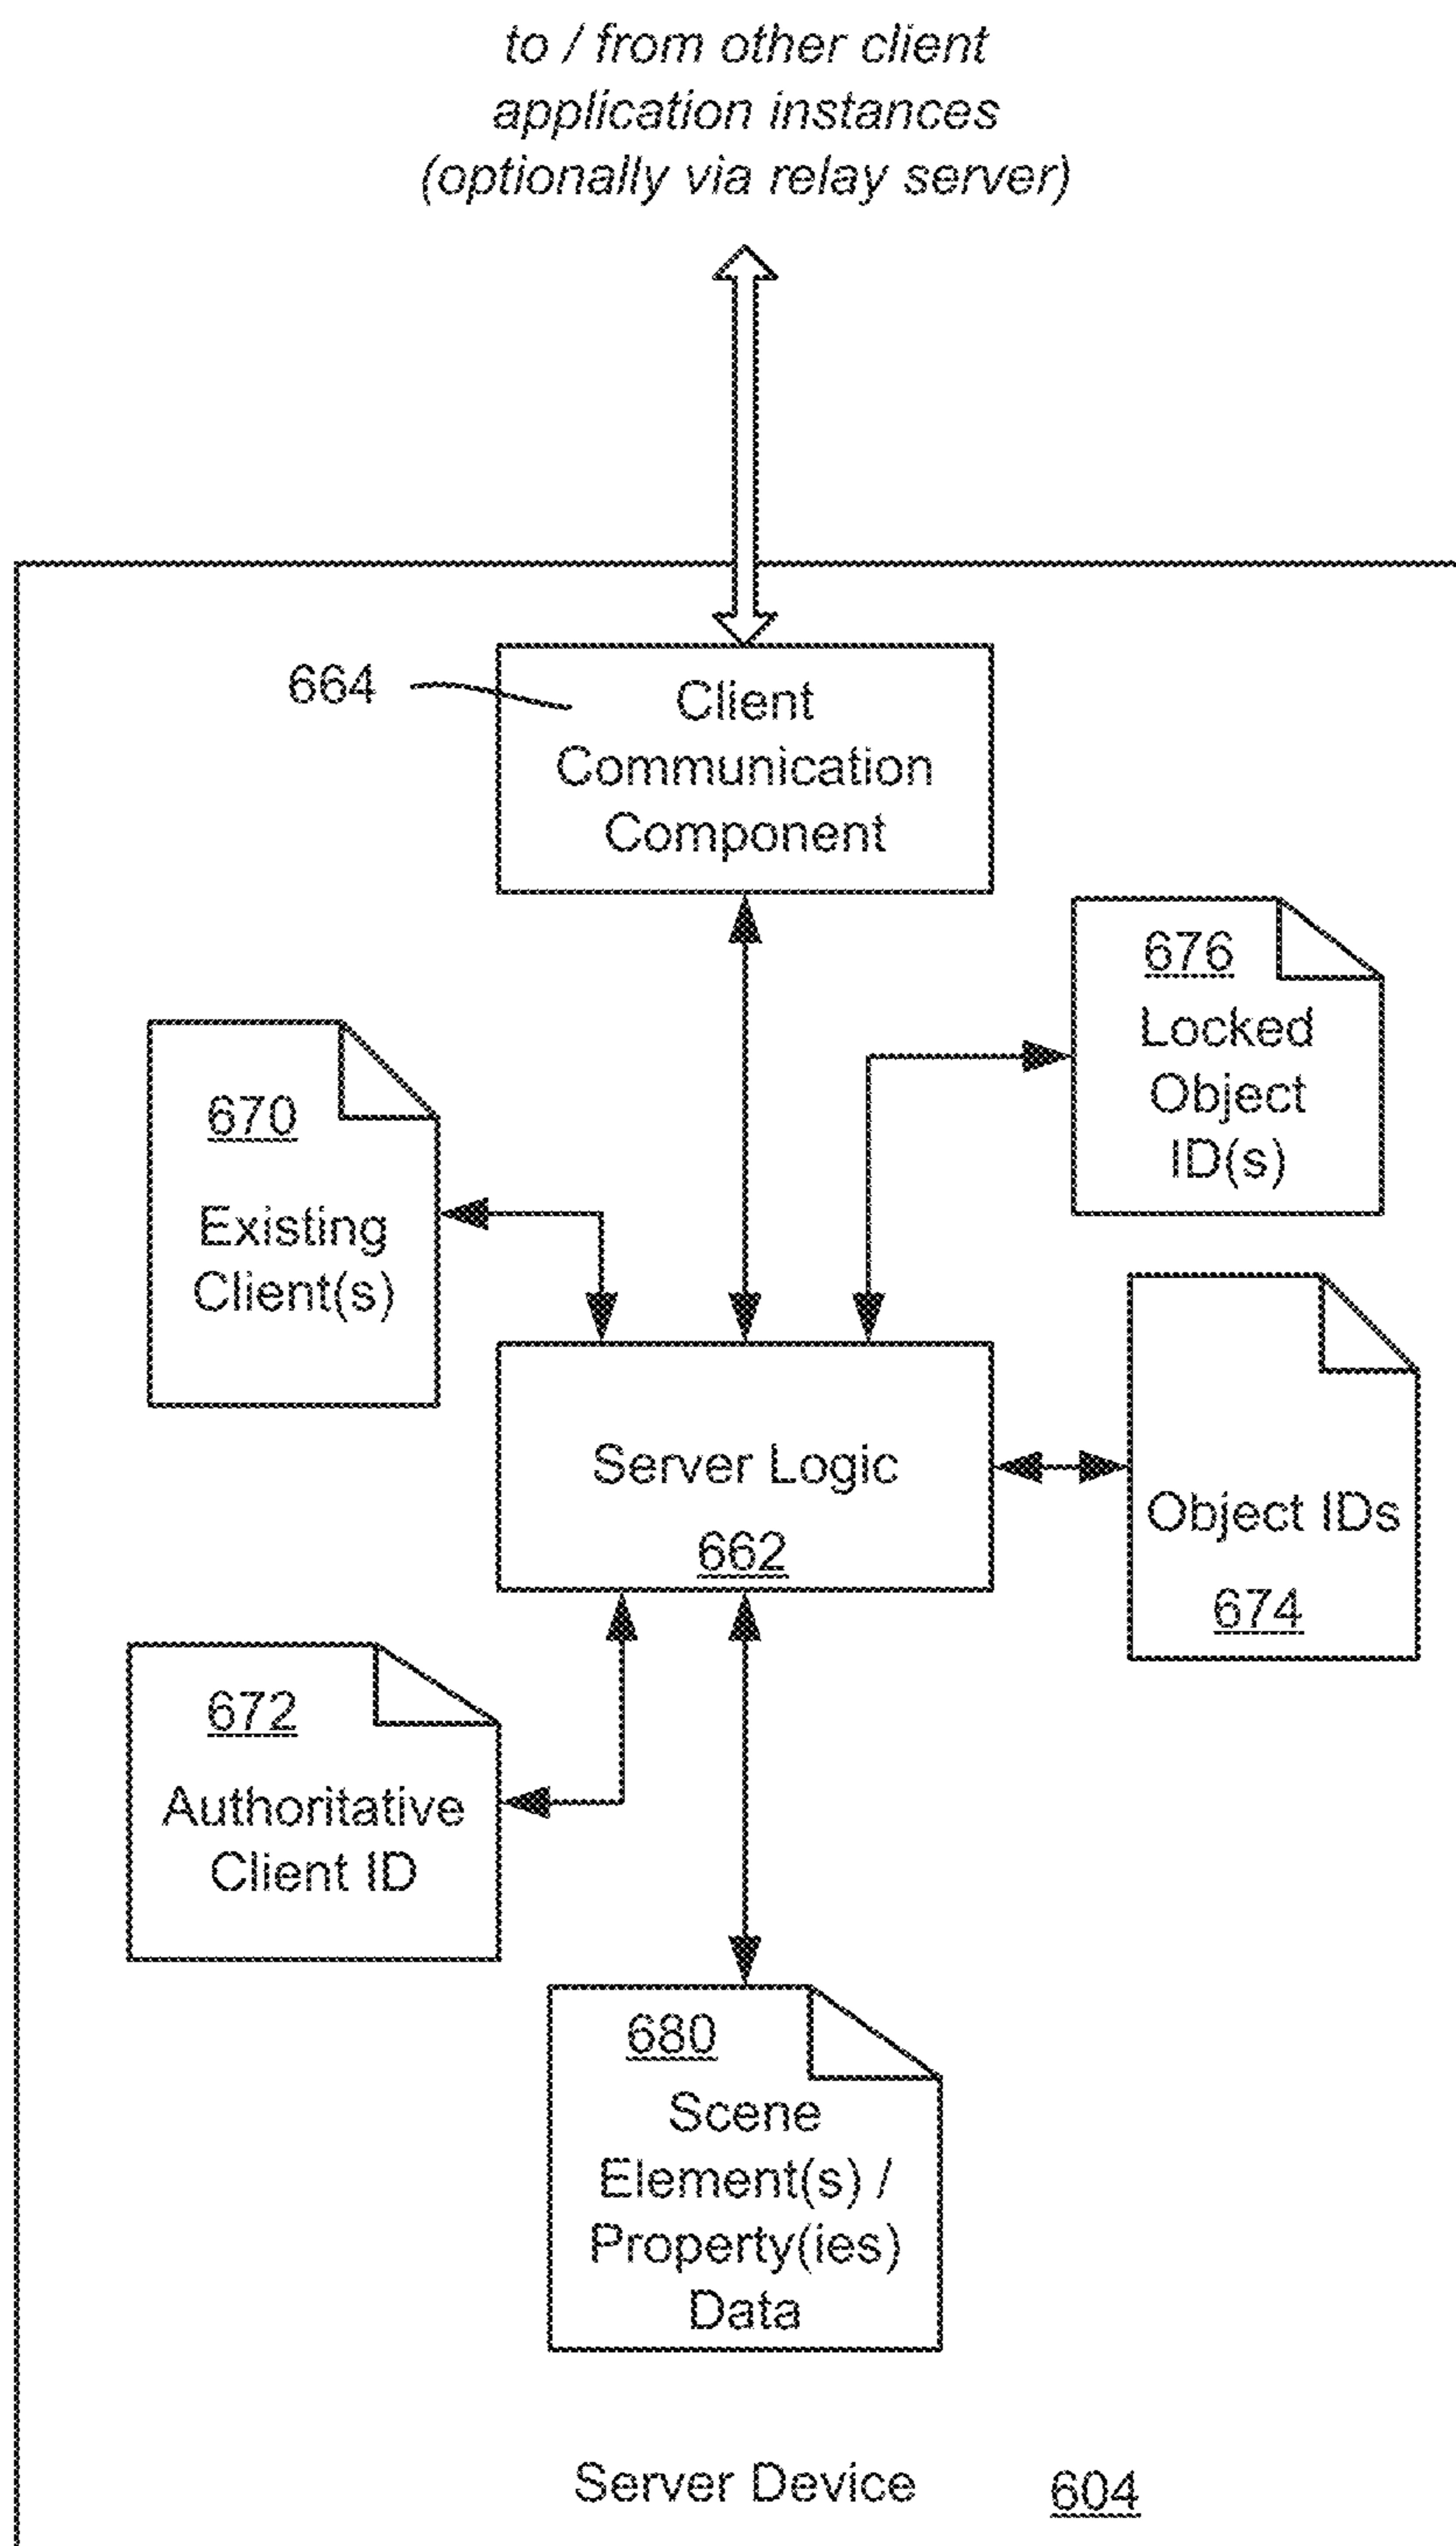 to / from other client
application instances
(optionally via relay server)
664
Client
Communication
Component
676
Locked
Object
ID(s)
670
Existing
Client(s)
Server Logic
662
Object IDs
674
672
Authoritative
Client ID
680
Scene
Element(s) /
Property(ies)
Data
Server Device 604